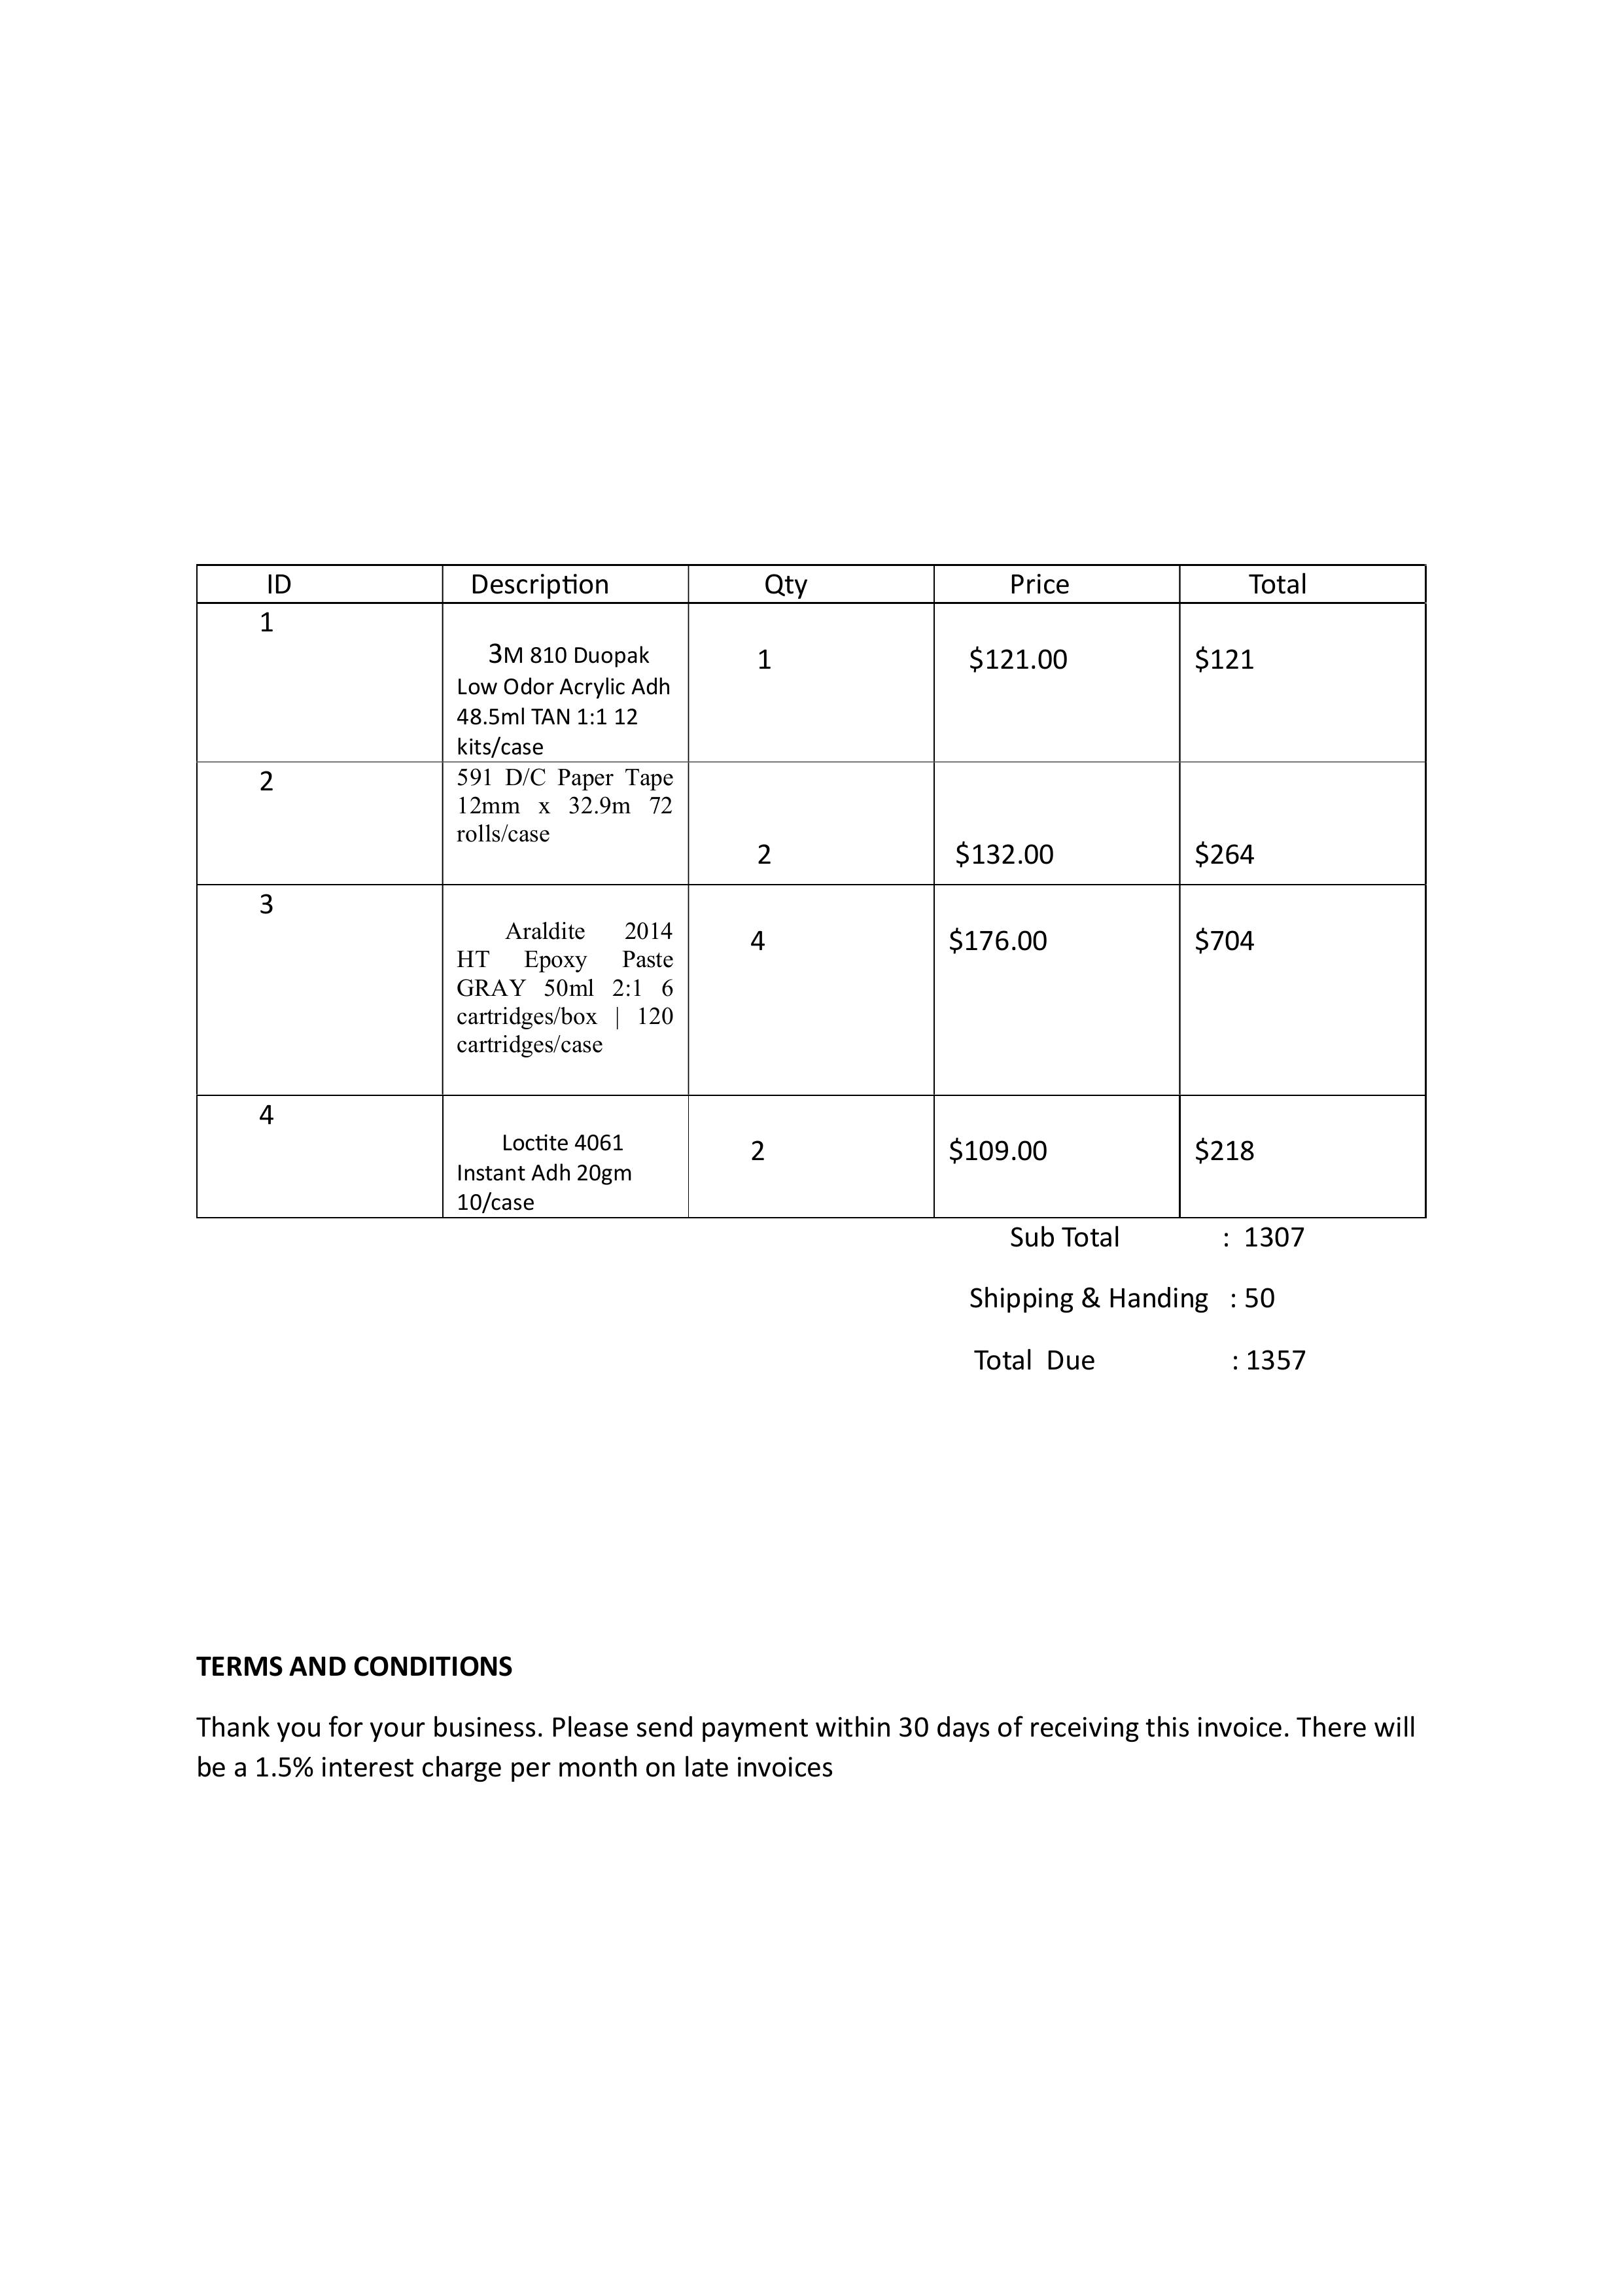 ID Description Qty Price Total
1
3M 810 Duopak
Low Odor Acrylic Adh
48.5ml TAN 1:1 12
kits/case
1 $121.00 $121
2
591 D/C Paper Tape
12mm x 32.9m 72
rolls/case
2 $132.00 $264
3
Araldite 2014
HT Epoxy Paste
GRAY 50ml 2:1 6
cartridges/box | 120
cartridges/case
4 $176.00 $704
4
Loctite 4061
Instant Adh 20gm
10/case
2 $109.00 $218
Sub Total : 1307
Shipping & Handing : 50
Total Due : 1357
TERMS AND CONDITIONS
Thank you for your business. Please send payment within 30 days of receiving this invoice. There will
be a 1.5% interest charge per month on late invoices